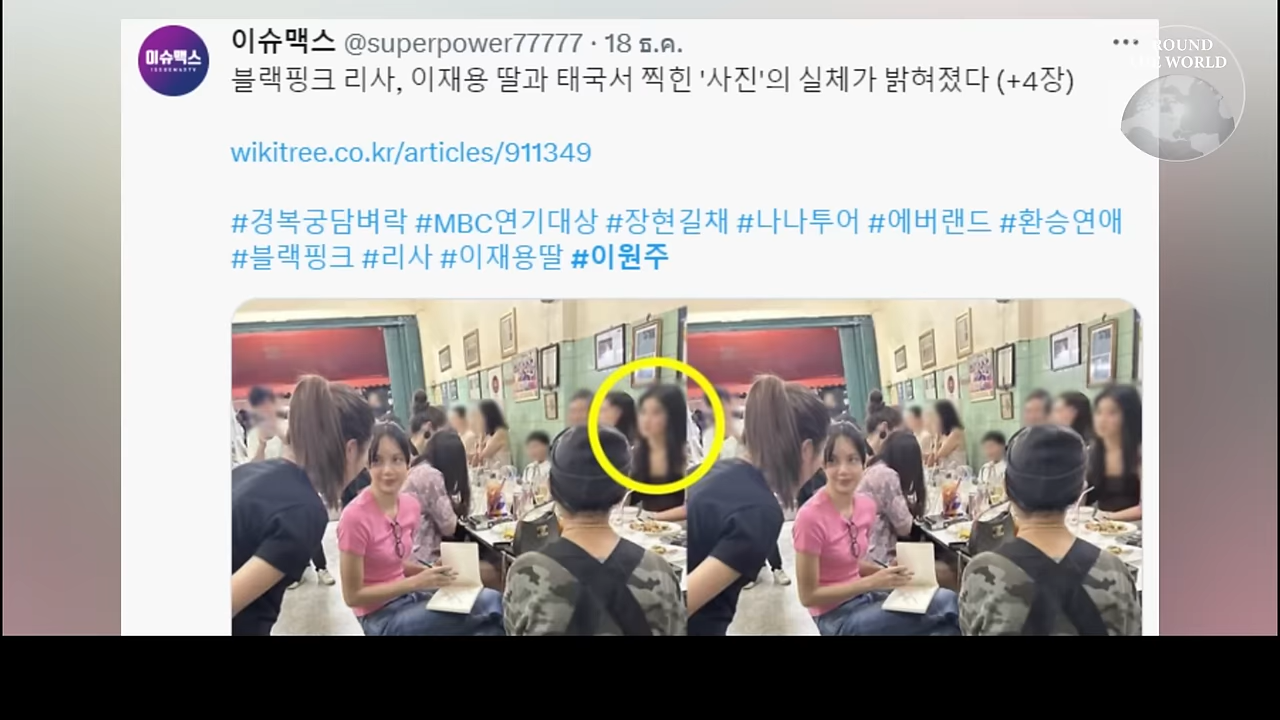 이슈맥스 @superpower77777 · 18 ธ.ค.
블랙핑크 리사, 이재용 딸과 태국서 찍힌 '사진'의 실체가 밝혀졌다 (+4장)
wikitree.co.kr/articles/911349
#경복궁담벼락 #MBC연기대상 #장현길채 #나나투어 #에버랜드 #환승연애
#블랙핑크 #리사 #이재용딸 #이원주
이슈맥스
ROUND
THE WORLD